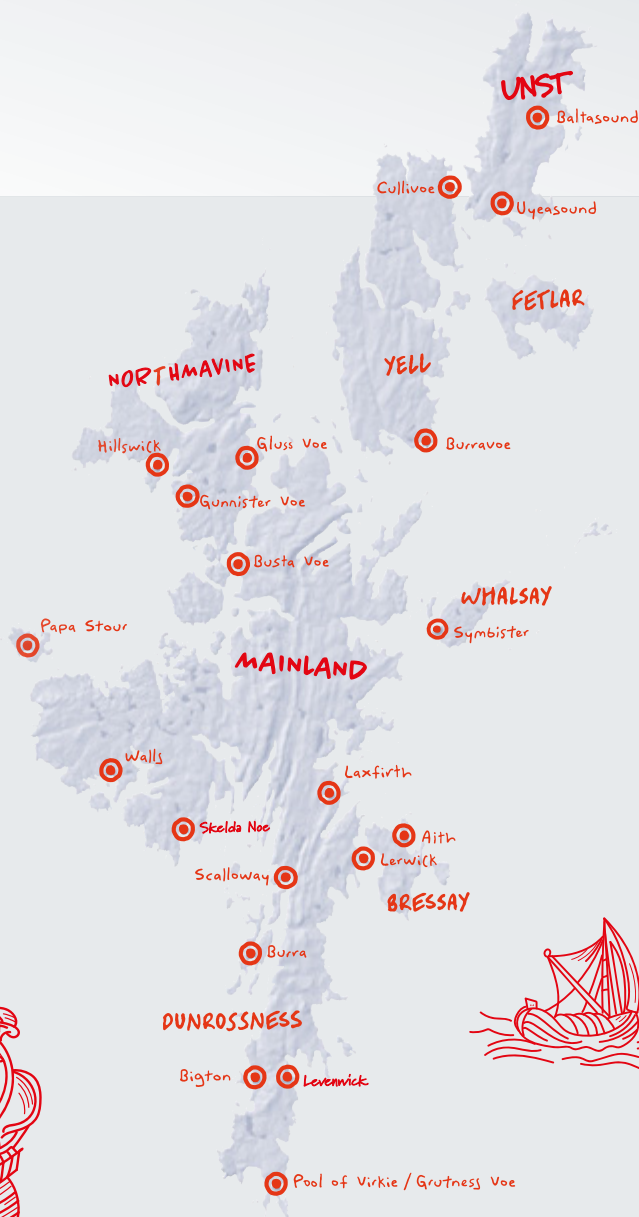 UNST
Baltasound
Cullivoe
Uyeasound
FETLAR
NORTHMAVINE
YELL
Hillswick
Gluss Voe
Burravoe
Gunnister Voe
Busta Voe
WHALSAY
Papa Stour
Symbister
MAINLAND
Walls
Laxfirth
Skelda Noe
Aith
Lerwick
Scalloway
BRESSAY
Burra
DUNROSSNESS
Bigton
Levenwick
Pool of Virkie / Grutness Voe